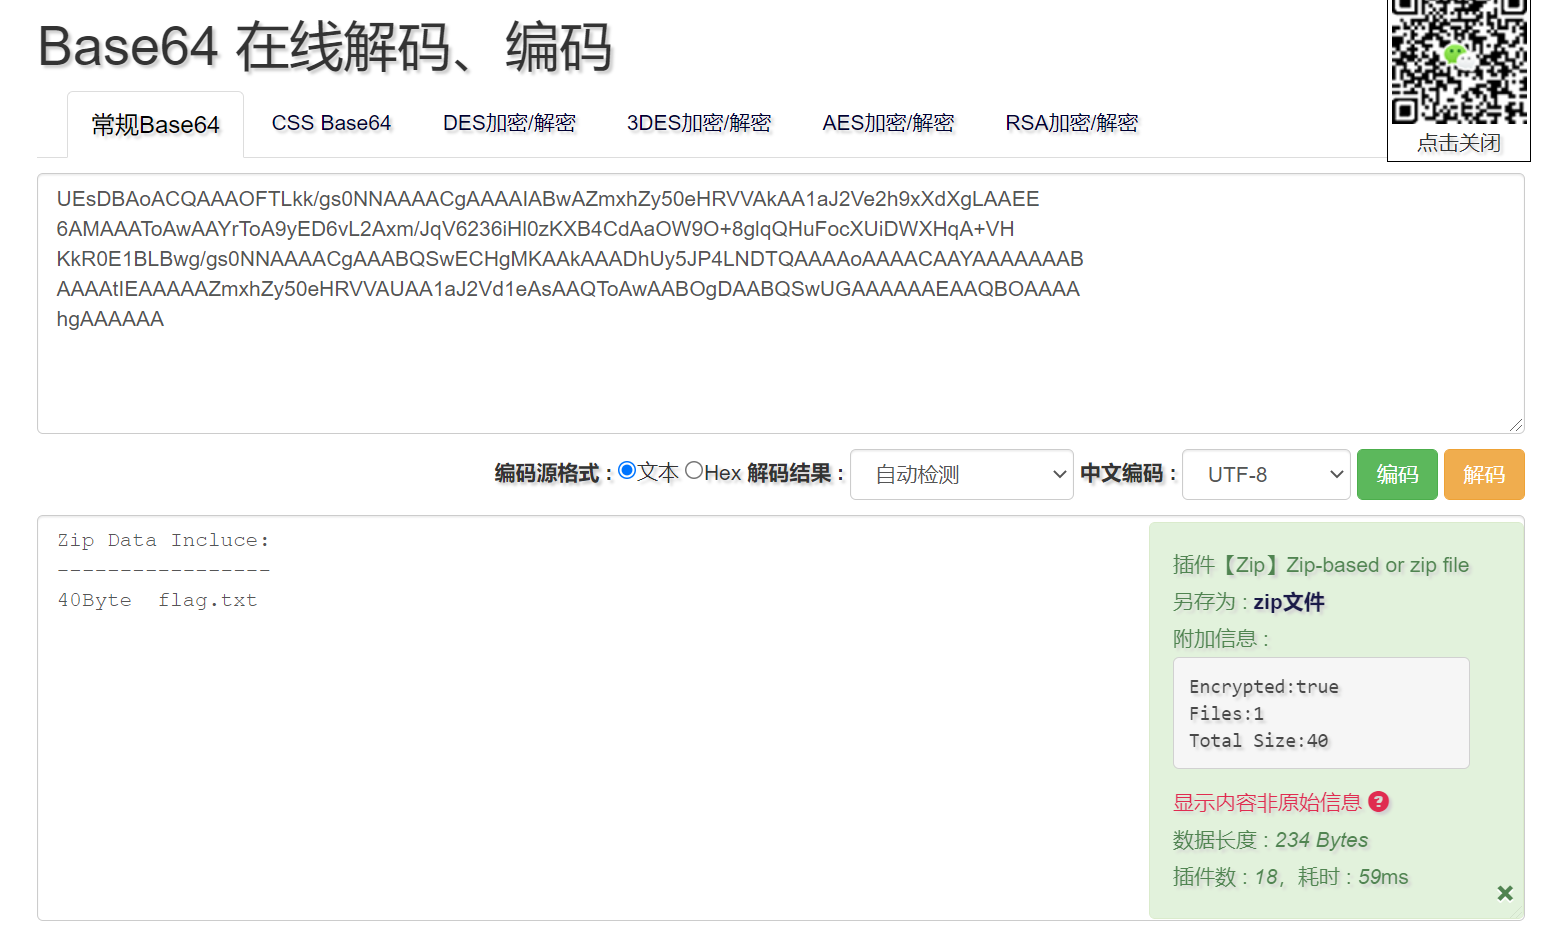 Base64 在线解码、编码
点击关闭
常规Base64 CSS Base64 DES加密/解密 3DES加密/解密 AES加密/解密 RSA加密/解密
UEsDBAoACQAAAOFTLkk/gs0NNAAAACgAAAAIABwAZmxhZy50eHRVVAkAA1aJ2Ve2h9xXdXgLAAEE
6AMAAAToAwAAYrToA9yED6vL2Axm/JqV6236iHl0zKXB4CdAaOW9O+8glqQHuFocXUiDWXHqA+VH
KkR0E1BLBwg/gs0NNAAAACgAAABQSwECHgMKAAkAAADhUy5JP4LNDTQAAAAoAAAACAAYAAAAAAAB
AAAAtIEAAAAAZmxhZy50eHRVVAUAA1aJ2Vd1eAsAAQToAwAABOgDAABQSwUGAAAAAAEAAQBOAAAA
hgAAAAAA
编码源格式 : 文本 Hex 解码结果 : 自动检测 中文编码 : UTF-8 编码 解码
Zip Data Incluce:
-----------------
40Byte flag.txt
插件【Zip】Zip-based or zip file
另存为 : zip文件
附加信息 :
Encrypted:true
Files:1
Total Size:40
显示内容非原始信息 ?
数据长度 : 234 Bytes
插件数 : 18, 耗时 : 59ms